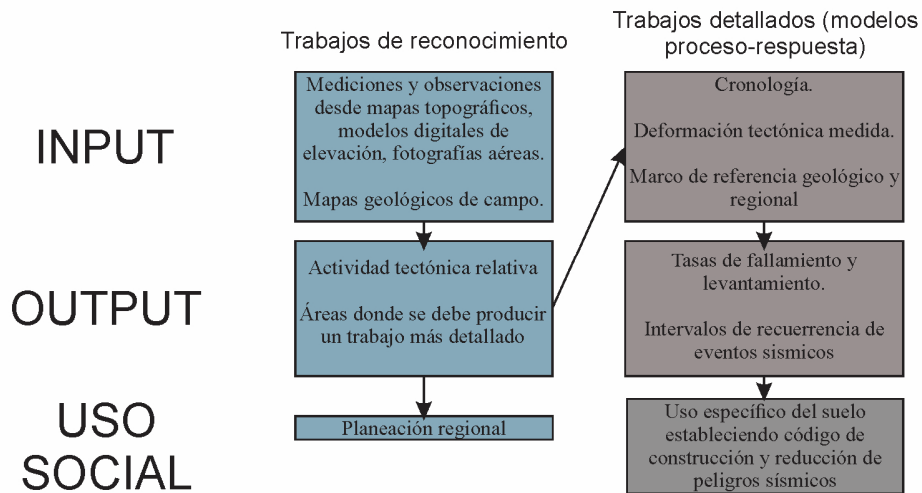 Trabajos de reconocimiento
Trabajos detallados (modelos
proceso-respuesta)
INPUT
Mediciones y observaciones
desde mapas topográficos,
modelos digitales de
elevación, fotografías aéreas.
Mapas geológicos de campo.
Cronología.
Deformación tectónica medida.
Marco de referencia geológico y
regional
OUTPUT
Actividad tectónica relativa
Áreas donde se debe producir
un trabajo más detallado
Tasas de fallamiento y
levantamiento.
Intervalos de recuerrencia de
eventos sismicos
USO
SOCIAL
Planeación regional
Uso específico del suelo
estableciendo código de
construcción y reducción de
peligros sísmicos